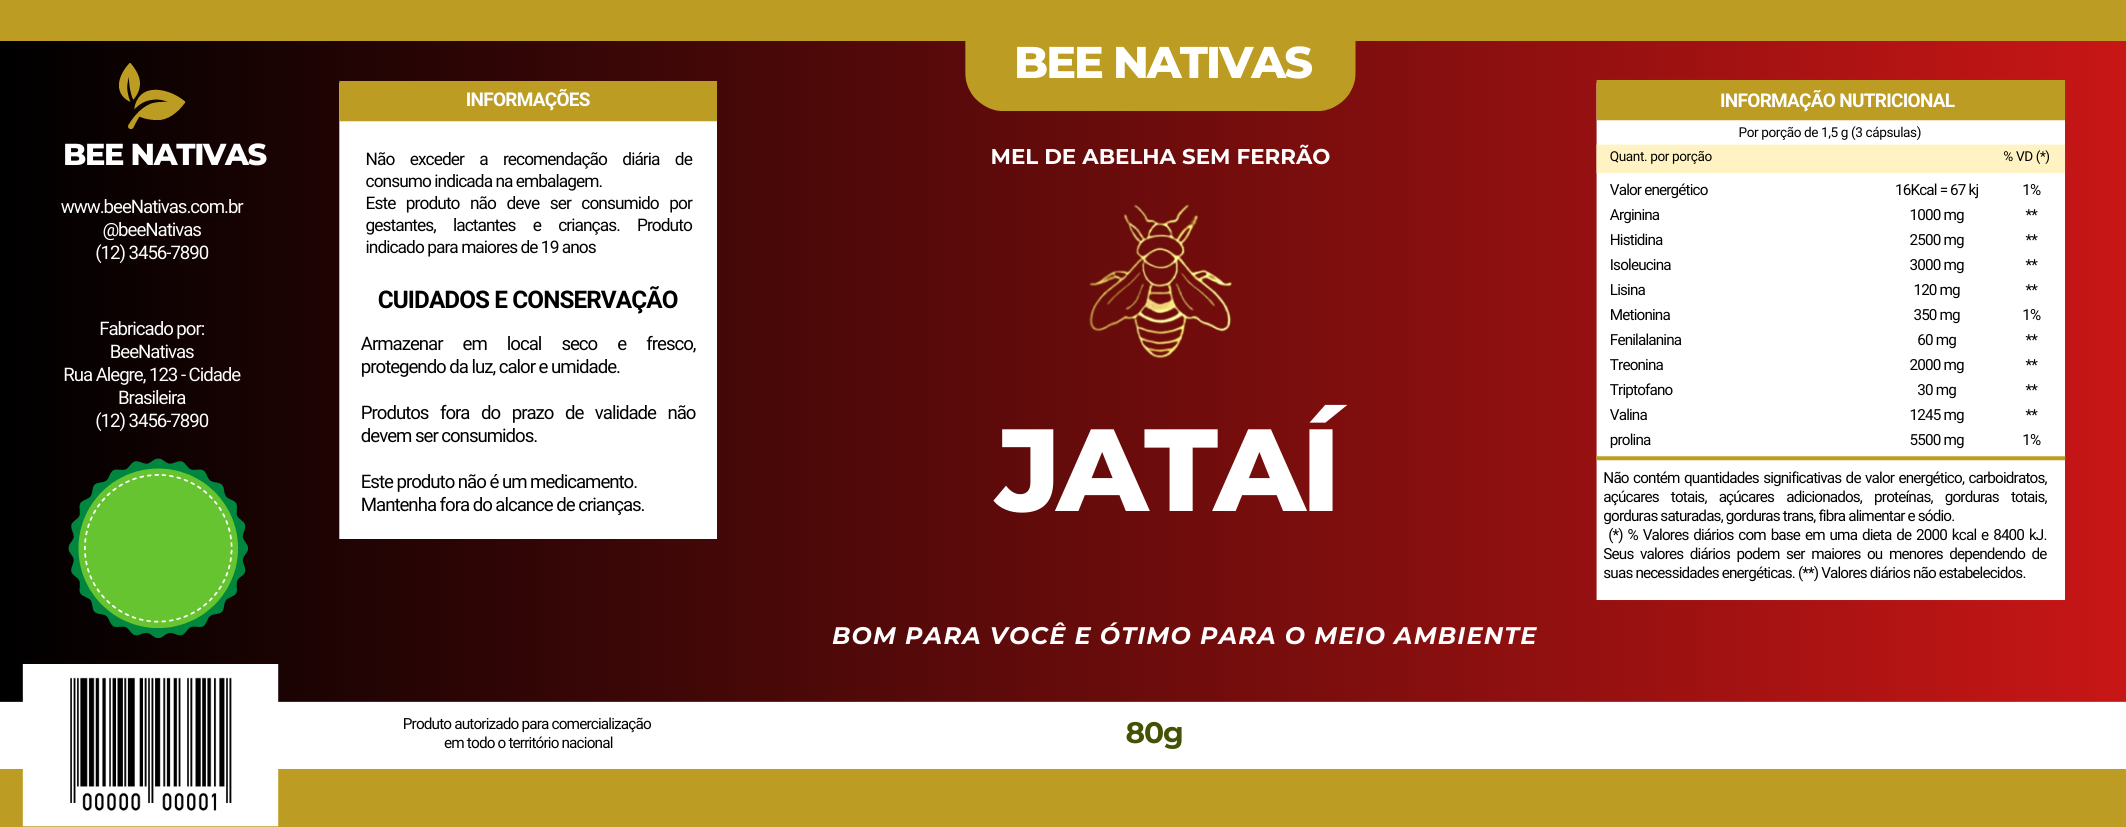 BEE NATIVAS
www.beeNativas.com.br
@beeNativas
(12) 3456-7890
Fabricado por:
BeeNativas
Rua Alegre, 123 - Cidade
Brasileira
(12) 3456-7890
00000 00001
INFORMAÇÕES
Não exceder a recomendação diária de
consumo indicada na embalagem.
Este produto não deve ser consumido por
gestantes, lactantes e crianças. Produto
indicado para maiores de 19 anos
CUIDADOS E CONSERVAÇÃO
Armazenar em local seco e fresco,
protegendo da luz, calor e umidade.
Produtos fora do prazo de validade não
devem ser consumidos.
Este produto não é um medicamento.
Mantenha fora do alcance de crianças.
Produto autorizado para comercialização
em todo o território nacional
BEE NATIVAS
MEL DE ABELHA SEM FERRÃO
JATAÍ
BOM PARA VOCÊ E ÓTIMO PARA O MEIO AMBIENTE
80g
INFORMAÇÃO NUTRICIONAL
Por porção de 1,5 g (3 cápsulas)
Quant. por porção % VD (*)
Valor energético 16Kcal = 67 kj 1%
Arginina 1000 mg **
Histidina 2500 mg **
Isoleucina 3000 mg **
Lisina 120 mg **
Metionina 350 mg 1%
Fenilalanina 60 mg **
Treonina 2000 mg **
Triptofano 30 mg **
Valina 1245 mg **
prolina 5500 mg 1%
Não contém quantidades significativas de valor energético, carboidratos,
açúcares totais, açúcares adicionados, proteínas, gorduras totais,
gorduras saturadas, gorduras trans, fibra alimentar e sódio.
(*) % Valores diários com base em uma dieta de 2000 kcal e 8400 kJ.
Seus valores diários podem ser maiores ou menores dependendo de
suas necessidades energéticas. (**) Valores diários não estabelecidos.